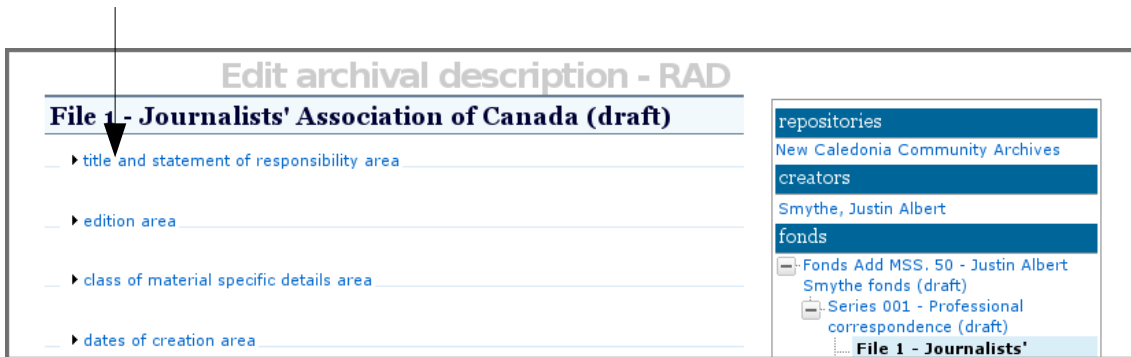 Edit archival description - RAD
File 1 - Journalists' Association of Canada (draft)
title and statement of responsibility area
edition area
class of material specific details area
dates of creation area
repositories
New Caledonia Community Archives
creators
Smythe, Justin Albert
fonds
Fonds Add MSS. 50 - Justin Albert
Smythe fonds (draft)
Series 001 - Professional
correspondence (draft)
File 1 - Journalists'